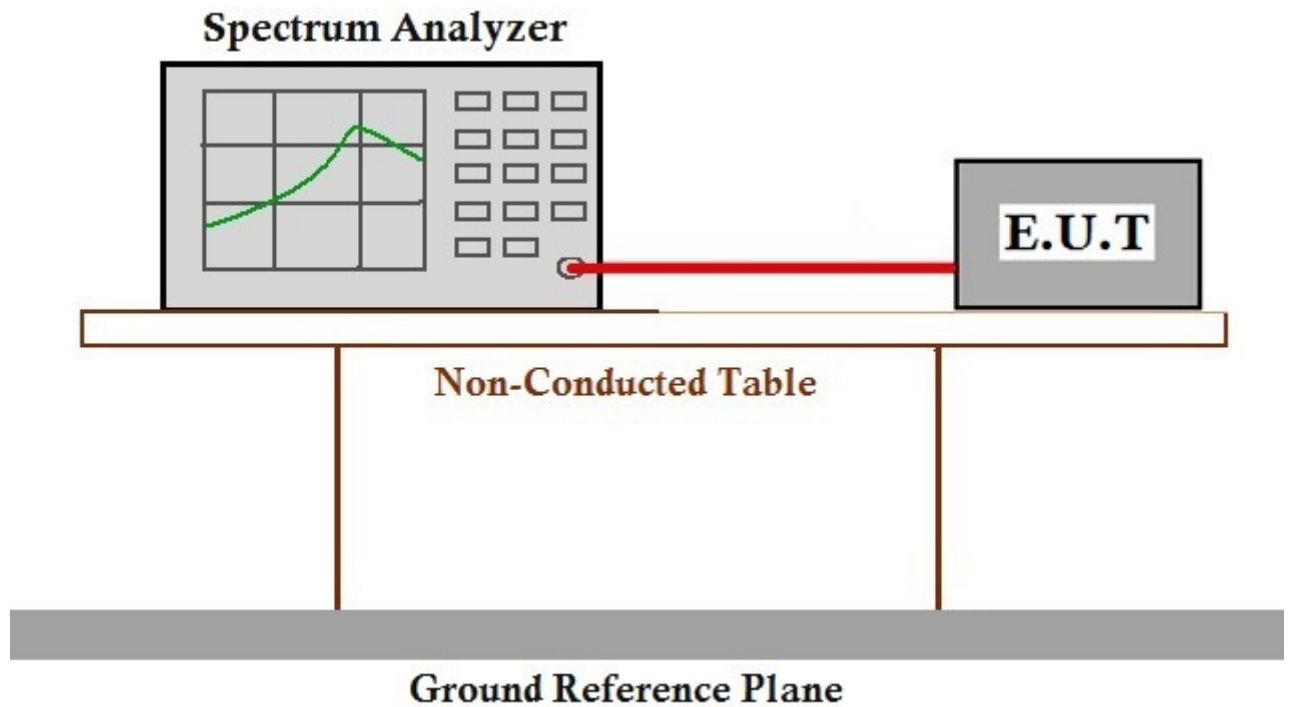 Spectrum Analyzer
E.U.T
Non-Conducted Table
Ground Reference Plane